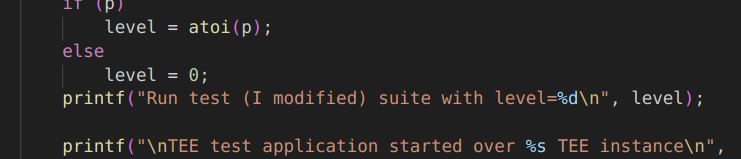 if (p)
level = atoi(p);
else
level = 0;
printf("Run test (I modified) suite with level=%d\n", level);
printf("\nTEE test application started over %s TEE instance\n",